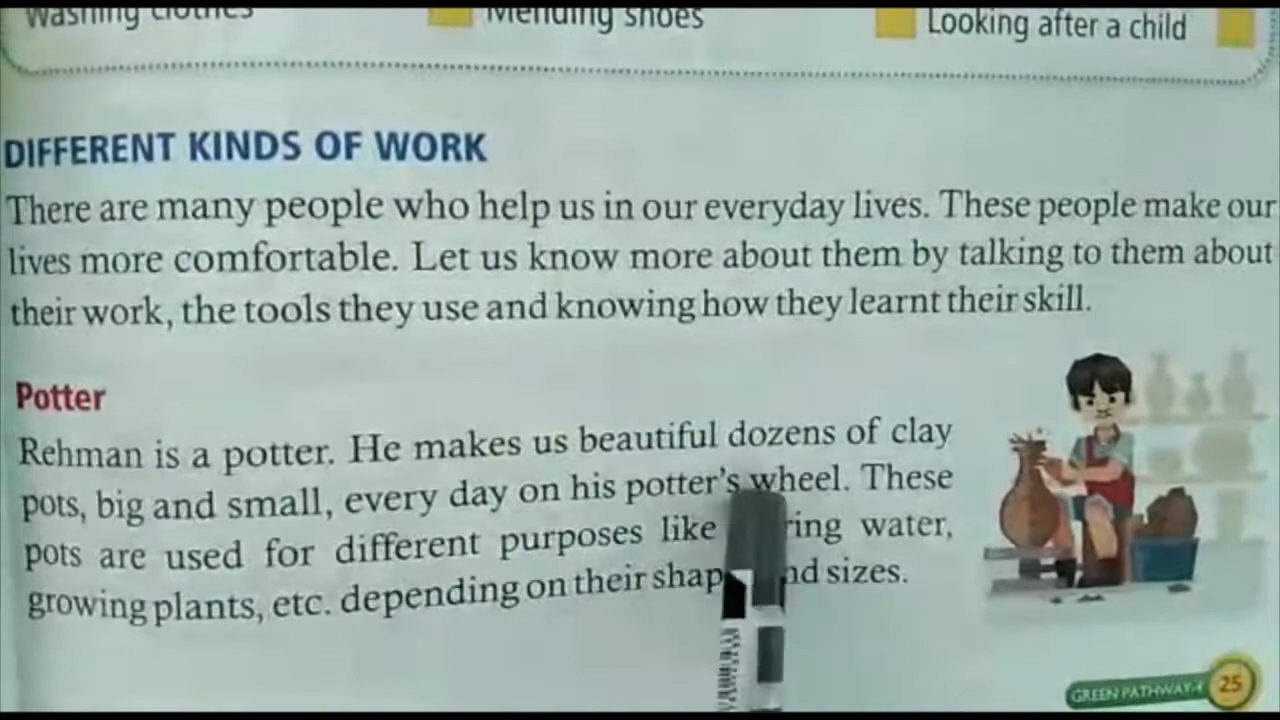 Washing clothes
Mending shoes
Looking after a child
DIFFERENT KINDS OF WORK
There are many people who help us in our everyday lives. These people make our
lives more comfortable. Let us know more about them by talking to them about
their work, the tools they use and knowing how they learnt their skill.
Potter
Rehman is a potter. He makes us beautiful dozens of clay
pots, big and small, every day on his potter's wheel. These
pots are used for different purposes like water,
growing plants, etc. depending on their sizes.
GREEN PATHWAY-4 25